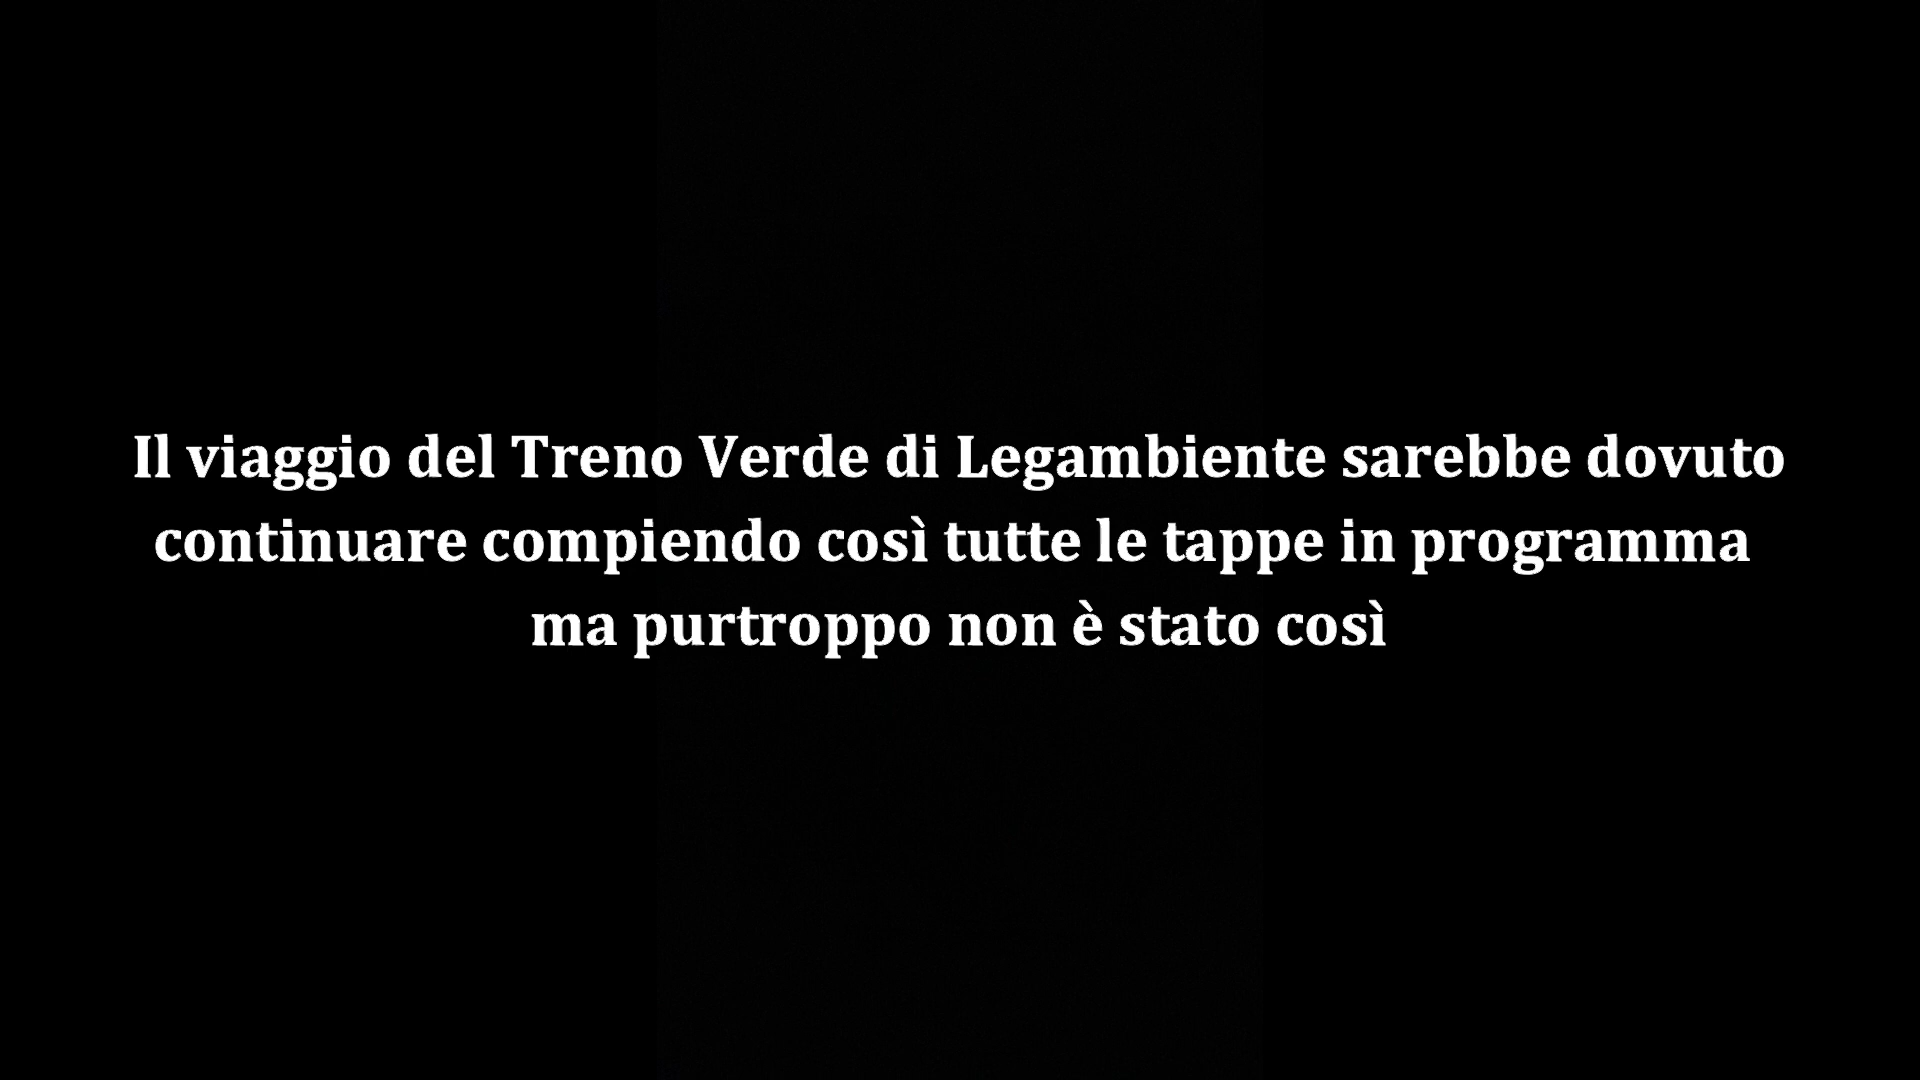 Il viaggio del Treno Verde di Legambiente sarebbe dovuto
continuare compiendo così tutte le tappe in programma
ma purtroppo non è stato così